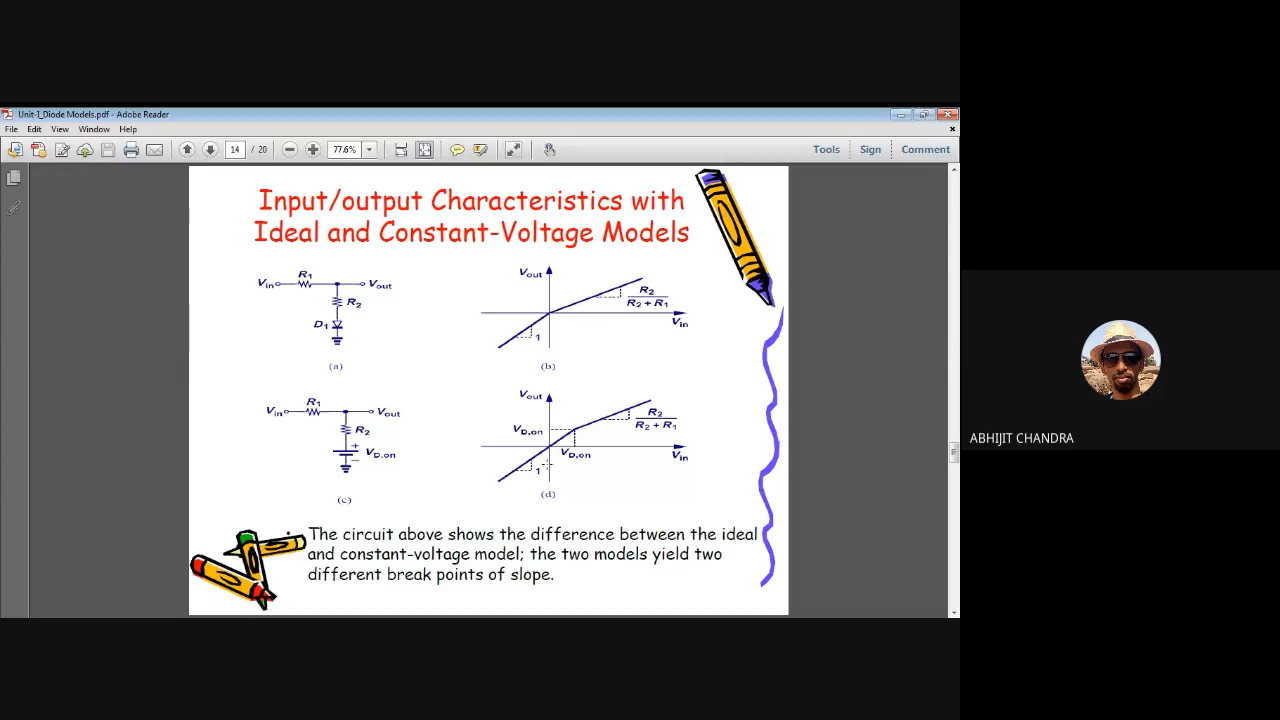 Unit-I_Diode Models.pdf - Adobe Reader
File Edit View Window Help
14 / 20 77.6% Tools Sign Comment
Input/output Characteristics with
Ideal and Constant-Voltage Models
R1
Vin Vout
R2
D1
(a)
Vout
R2
R2 + R1
Vin
1
(b)
R1
Vin Vout
R2
+
VD,on
–
(c)
Vout
R2
R2 + R1
VD,on
VD,on Vin
1
(d)
The circuit above shows the difference between the ideal
and constant-voltage model; the two models yield two
different break points of slope.
ABHIJIT CHANDRA